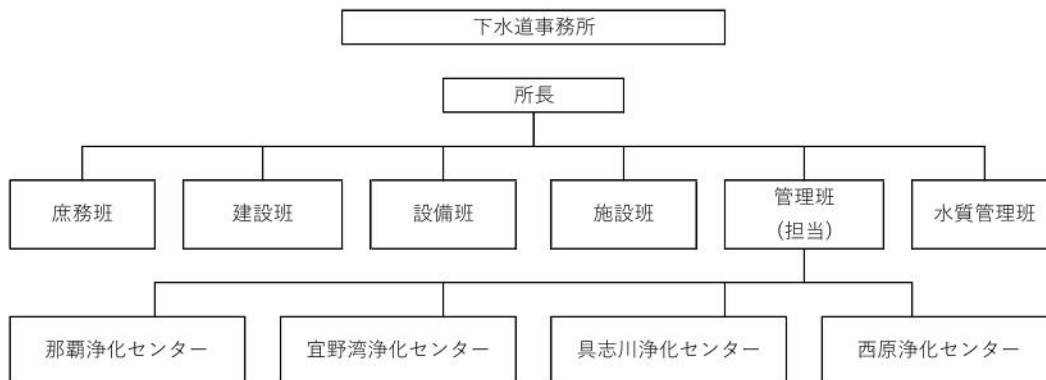 下水道事務所
所長
庶務班
建設班
設備班
施設班
管理班
(担当)
水質管理班
那覇浄化センター
宜野湾浄化センター
具志川浄化センター
西原浄化センター